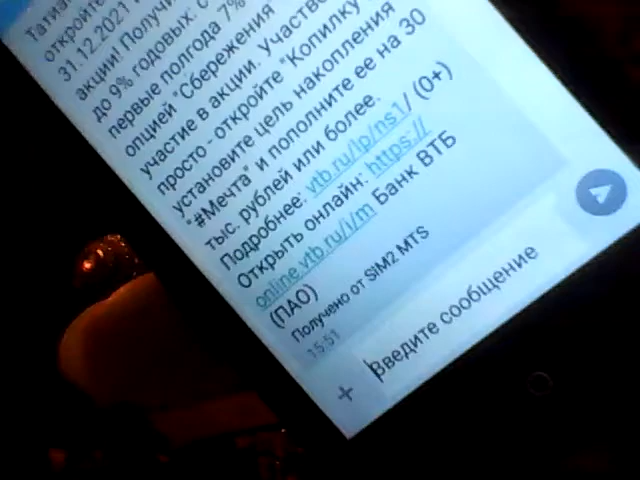 откройте
31.12.2021
акции! Получи
до 9% годовых: с
первые полгода 7%
опцией "Сбережения"
участие в акции. Участво
просто - откройте "Копилку
установите цель накопления
"#Мечта" и пополните ее на 30
тыс. рублей или более.
Подробнее: vtb.ru/lp/ns1/ (0+)
Открыть онлайн: https://
online.vtb.ru/i/m Банк ВТБ
(ПАО)
Получено от SIM2 MTS
15:51
Введите сообщение